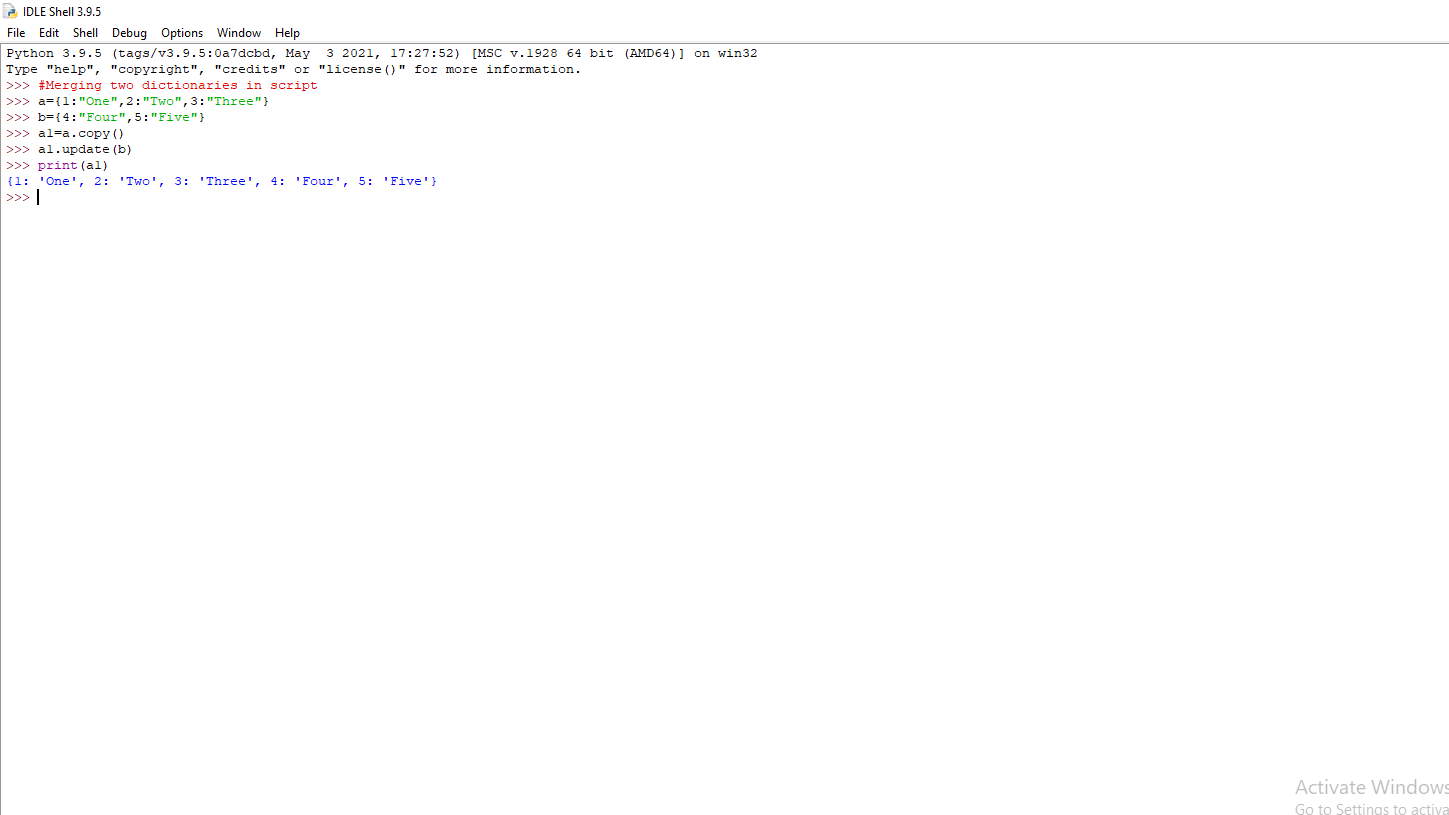 IDLE Shell 3.9.5
File Edit Shell Debug Options Window Help
Python 3.9.5 (tags/v3.9.5:0a7dcbd, May  3 2021, 17:27:52) [MSC v.1928 64 bit (AMD64)] on win32
Type "help", "copyright", "credits" or "license()" for more information.
>>> #Merging two dictionaries in script
>>> a={1:"One",2:"Two",3:"Three"}
>>> b={4:"Four",5:"Five"}
>>> a1=a.copy()
>>> a1.update(b)
>>> print(a1)
{1: 'One', 2: 'Two', 3: 'Three', 4: 'Four', 5: 'Five'}
>>>
Activate Windows
Go to Settings to activa